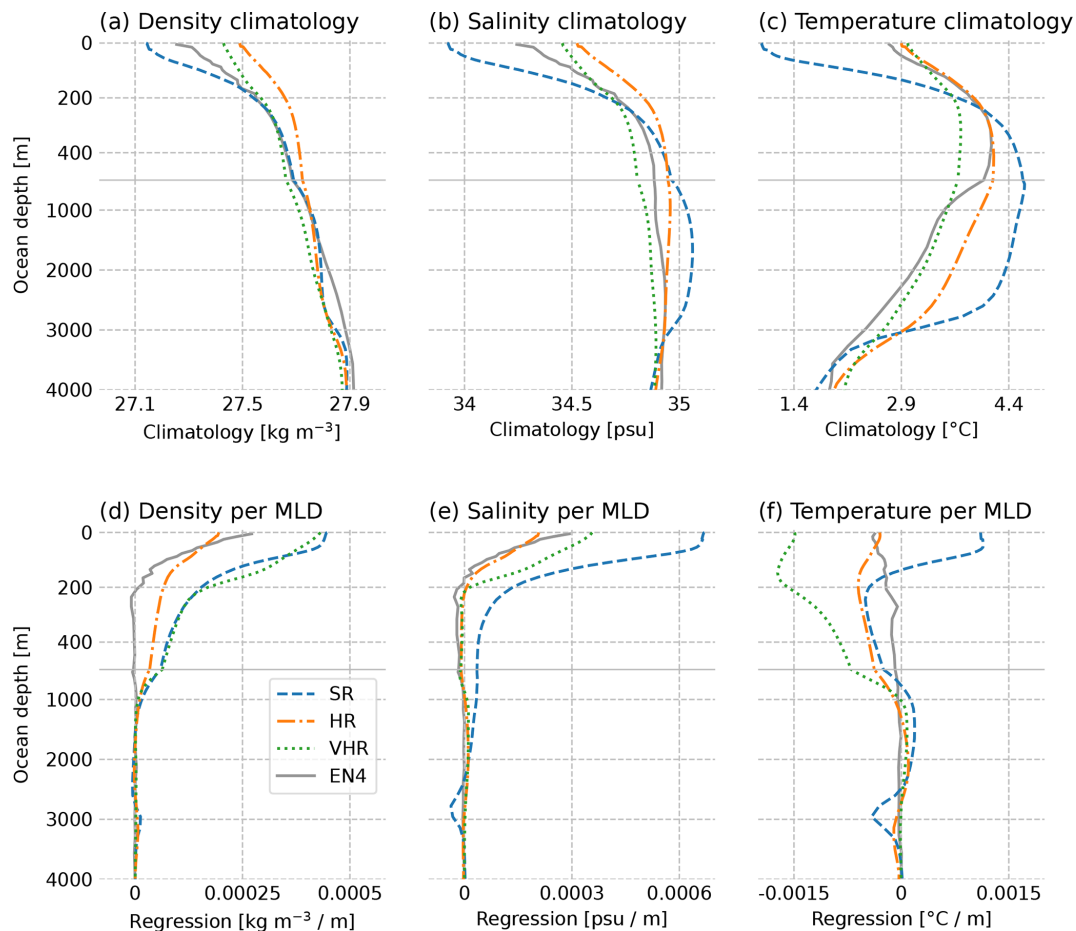 (a) Density climatology
(b) Salinity climatology
(c) Temperature climatology
Ocean depth [m]
0
200
400
1000
2000
3000
4000
27.1 27.5 27.9
34 34.5 35
1.4 2.9 4.4
Climatology [kg m⁻³]
Climatology [psu]
Climatology [°C]
(d) Density per MLD
(e) Salinity per MLD
(f) Temperature per MLD
Ocean depth [m]
0
200
400
1000
2000
3000
4000
SR
HR
VHR
EN4
0 0.00025 0.0005
0 0.0003 0.0006
-0.0015 0 0.0015
Regression [kg m⁻³ / m]
Regression [psu / m]
Regression [°C / m]